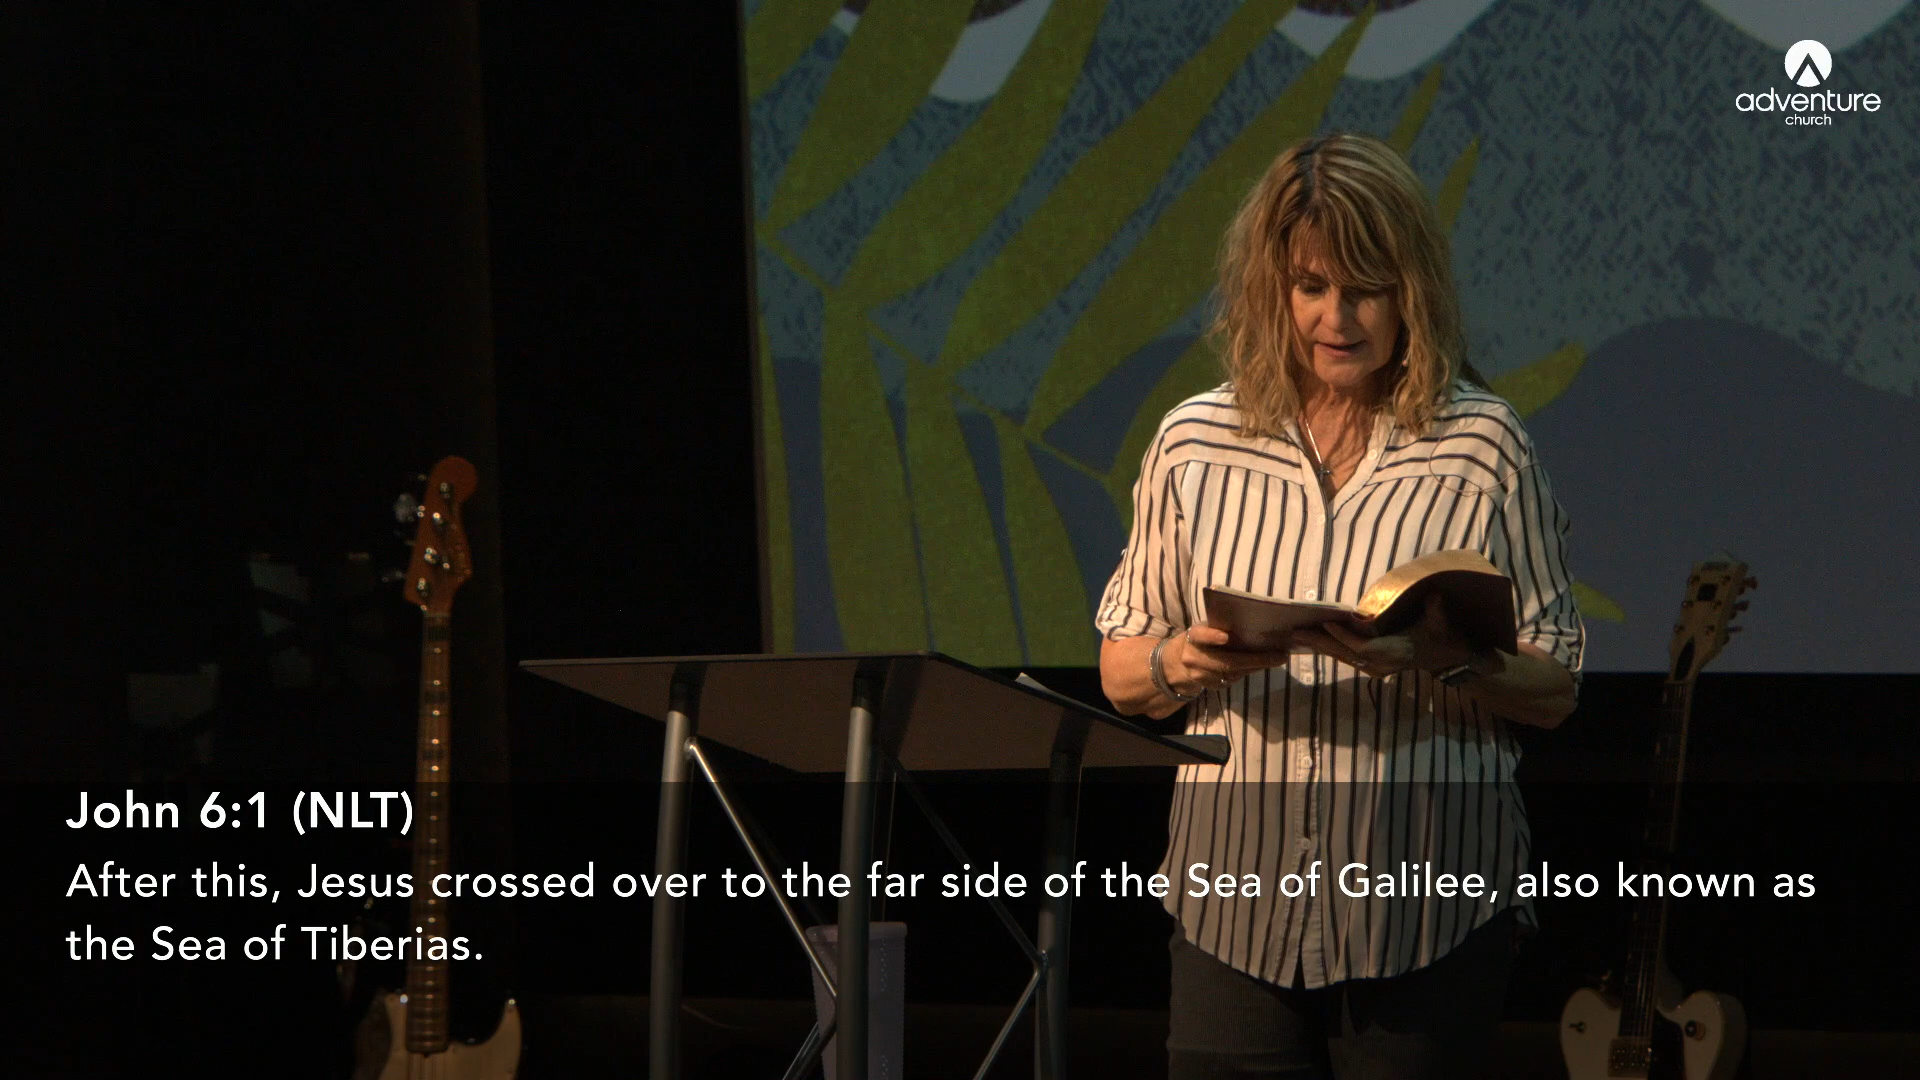 adventure
church
John 6:1 (NLT)
After this, Jesus crossed over to the far side of the Sea of Galilee, also known as
the Sea of Tiberias.